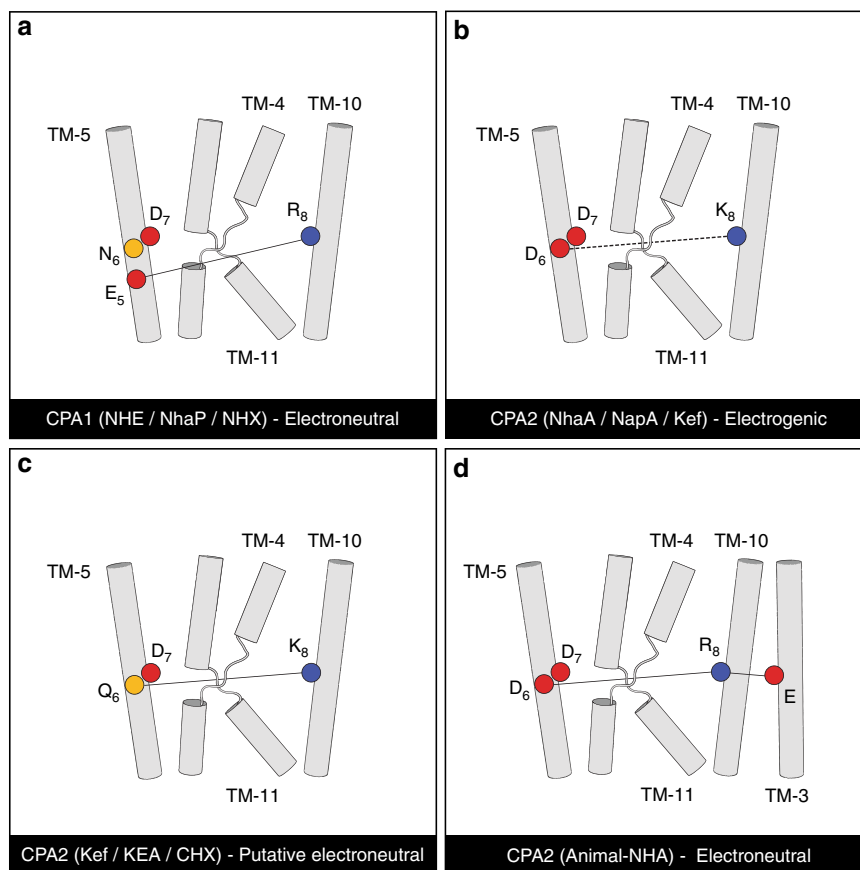 a
TM-4
TM-10
TM-5
D7
R8
N6
E5
TM-11
CPA1 (NHE / NhaP / NHX) - Electroneutral
b
TM-4
TM-10
TM-5
D7
K8
D6
TM-11
CPA2 (NhaA / NapA / Kef) - Electrogenic
c
TM-4
TM-10
TM-5
D7
K8
Q6
TM-11
CPA2 (Kef / KEA / CHX) - Putative electroneutral
d
TM-4
TM-10
TM-5
D7
R8
D6
E
TM-11
TM-3
CPA2 (Animal-NHA) - Electroneutral